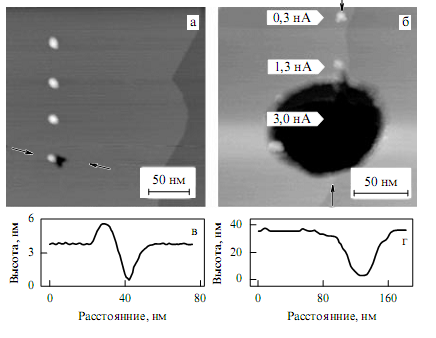 а
50 нм
б
0,3 нА
1,3 нА
3,0 нА
50 нм
Высота, нм
6
3
0
в
0
40
80
Расстояние, нм
Высота, нм
40
20
0
г
0
80
160
Расстояние, нм